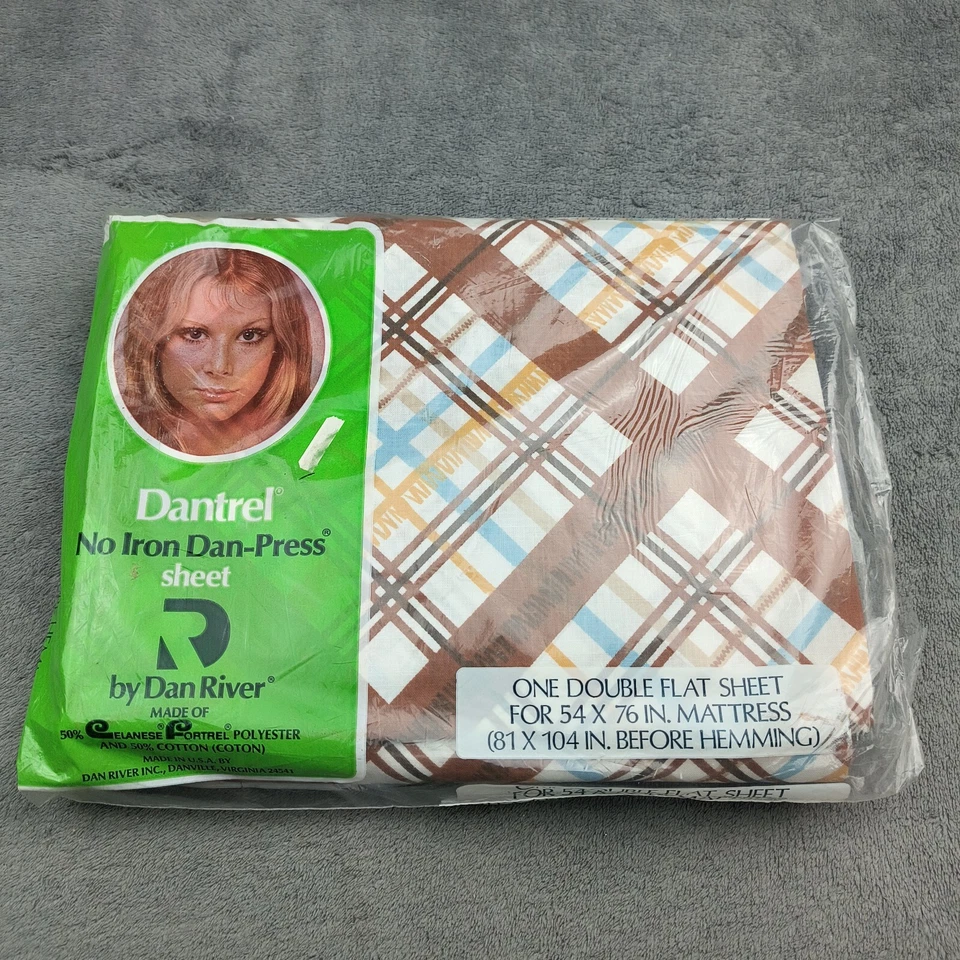 Dantrel®
No Iron Dan-Press®
sheet
R
by Dan River®
MADE OF
50% CELANESE® FORTREL® POLYESTER
AND 50% COTTON (COTON)
MADE IN U.S.A. BY
DAN RIVER INC., DANVILLE, VIRGINIA 24541
ONE DOUBLE FLAT SHEET
FOR 54 X 76 IN. MATTRESS
(81 X 104 IN. BEFORE HEMMING)
FLAT SHEET